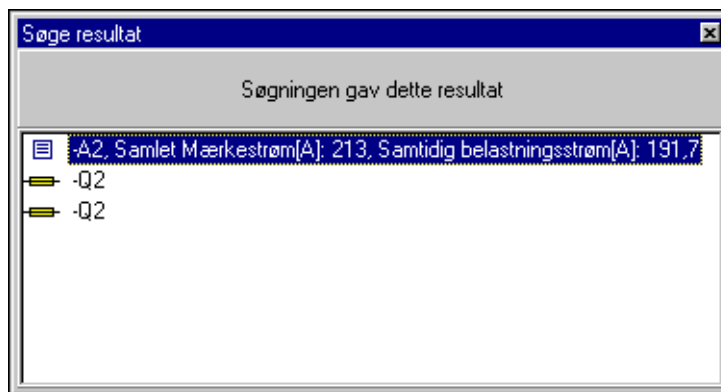 Søge resultat
Søgningen gav dette resultat
-A2, Samlet Mærkestrøm[A]: 213, Samtidig belastningsstrøm[A]: 191,7
-Q2
-Q2